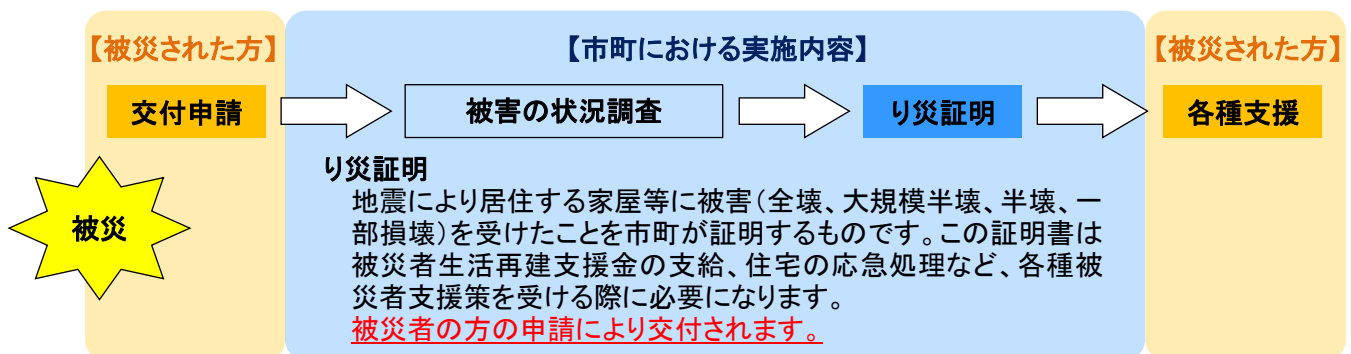 【被災された方】
【市町における実施内容】
【被災された方】
交付申請
被害の状況調査
り災証明
各種支援
被災
り災証明
地震により居住する家屋等に被害(全壊、大規模半壊、半壊、一
部損壊)を受けたことを市町が証明するものです。この証明書は
被災者生活再建支援金の支給、住宅の応急処理など、各種被
災者支援策を受ける際に必要になります。
被災者の方の申請により交付されます。